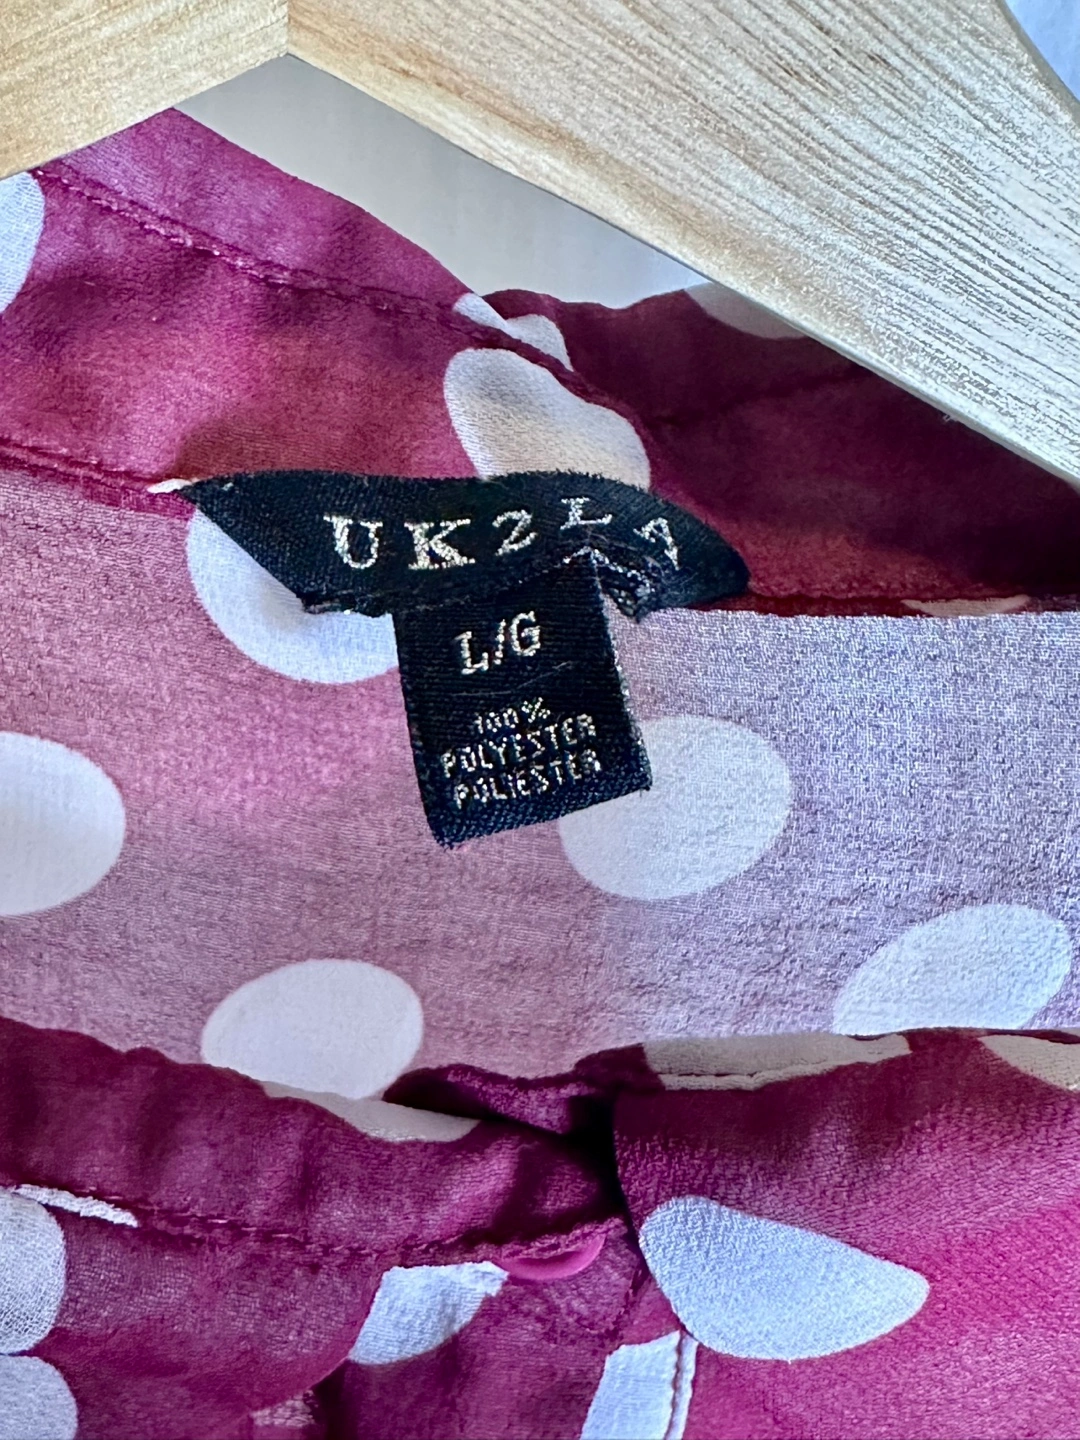 UK2LA
L/G
100%
POLYESTER
POLIESTER